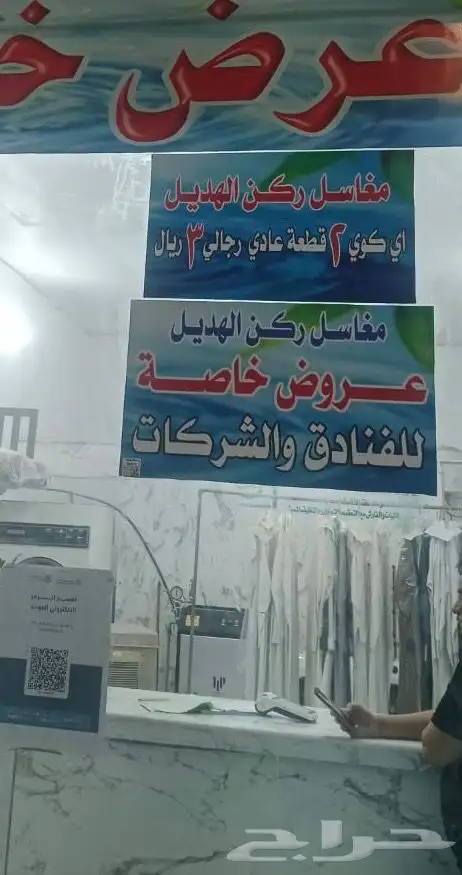 عرض خ
مغاسل ركن الهديل
اي كوي ٢ قطعة عادي رجالي ٣ ريال
مغاسل ركن الهديل
عروض خاصة
للفنادق والشركات
حراج